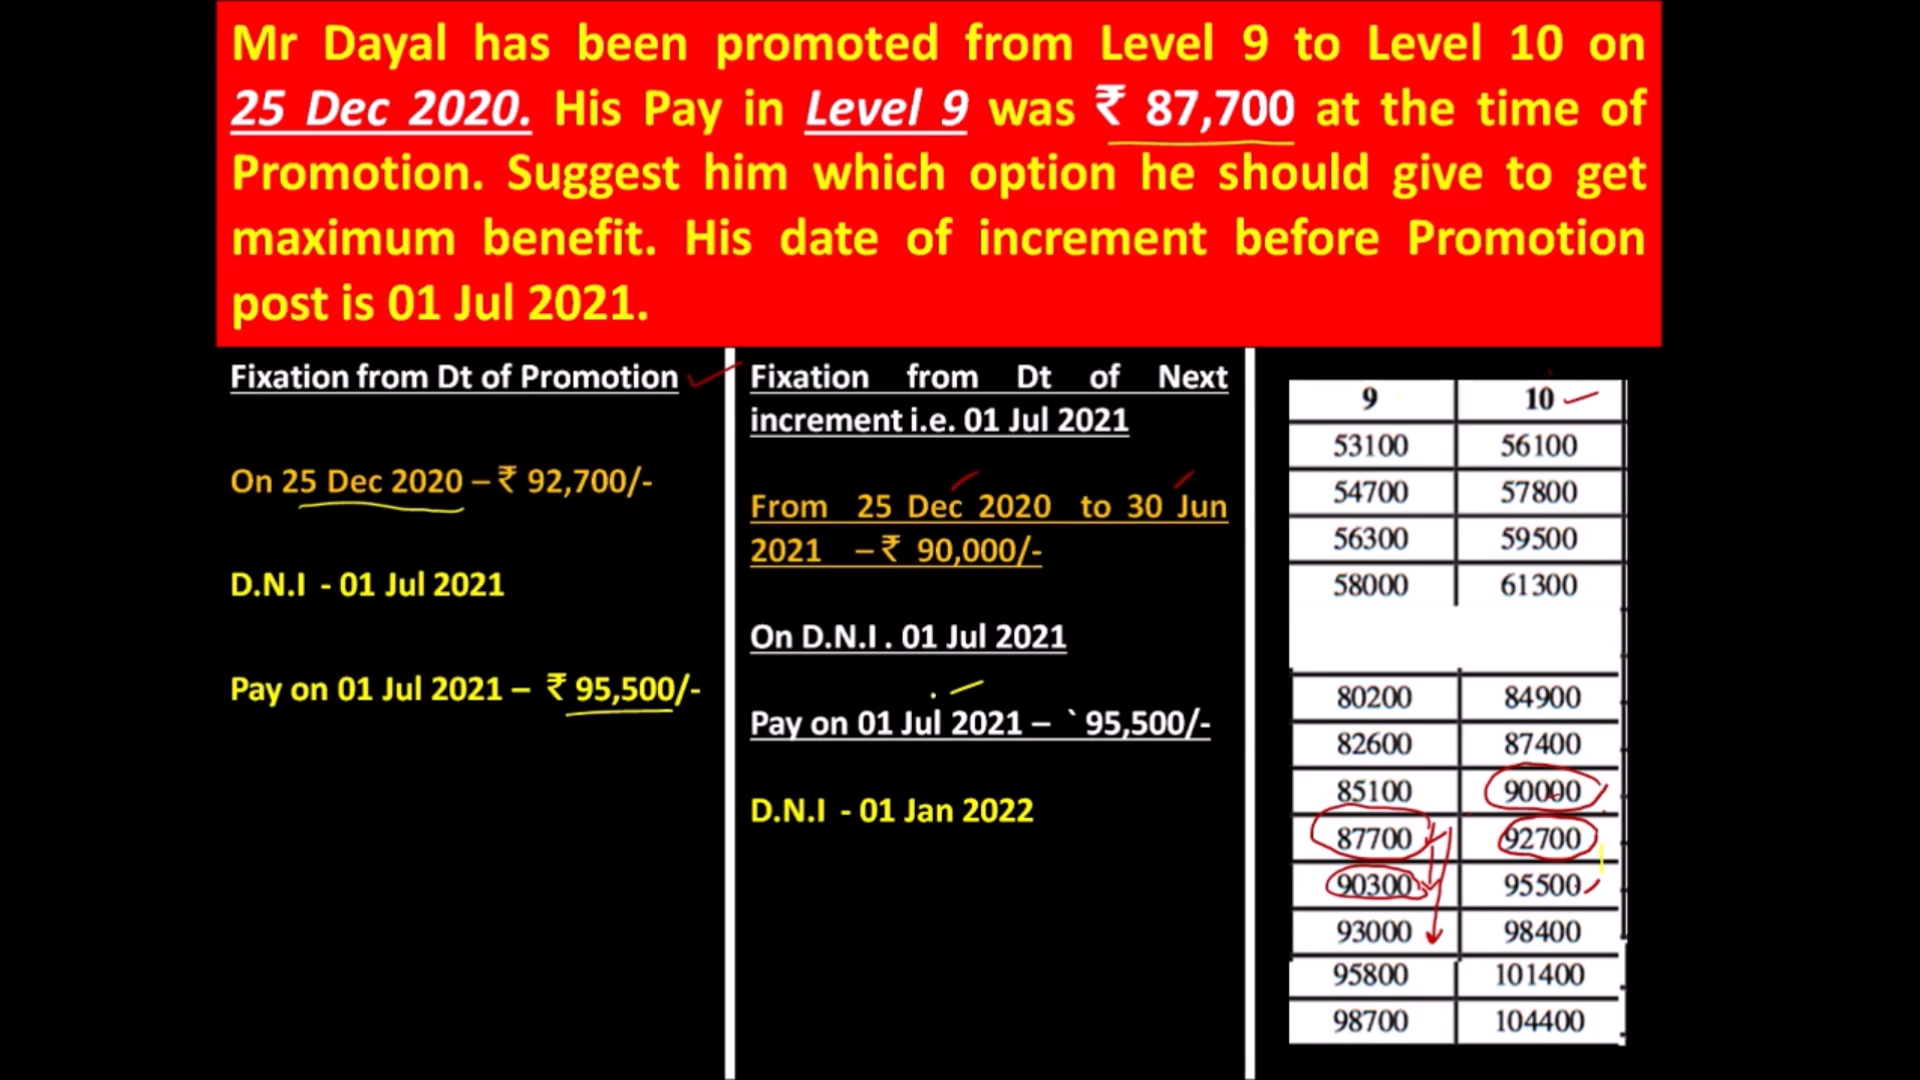 Mr Dayal has been promoted from Level 9 to Level 10 on
25 Dec 2020. His Pay in Level 9 was ₹ 87,700 at the time of
Promotion. Suggest him which option he should give to get
maximum benefit. His date of increment before Promotion
post is 01 Jul 2021.
Fixation from Dt of Promotion
On 25 Dec 2020 – ₹ 92,700/-
D.N.I - 01 Jul 2021
Pay on 01 Jul 2021 – ₹ 95,500/-
Fixation from Dt of Next
increment i.e. 01 Jul 2021
From 25 Dec 2020 to 30 Jun
2021 – ₹ 90,000/-
On D.N.I . 01 Jul 2021
Pay on 01 Jul 2021 – ` 95,500/-
D.N.I - 01 Jan 2022
9 10
53100 56100
54700 57800
56300 59500
58000 61300
80200 84900
82600 87400
85100 90000
87700 92700
90300 95500
93000 98400
95800 101400
98700 104400